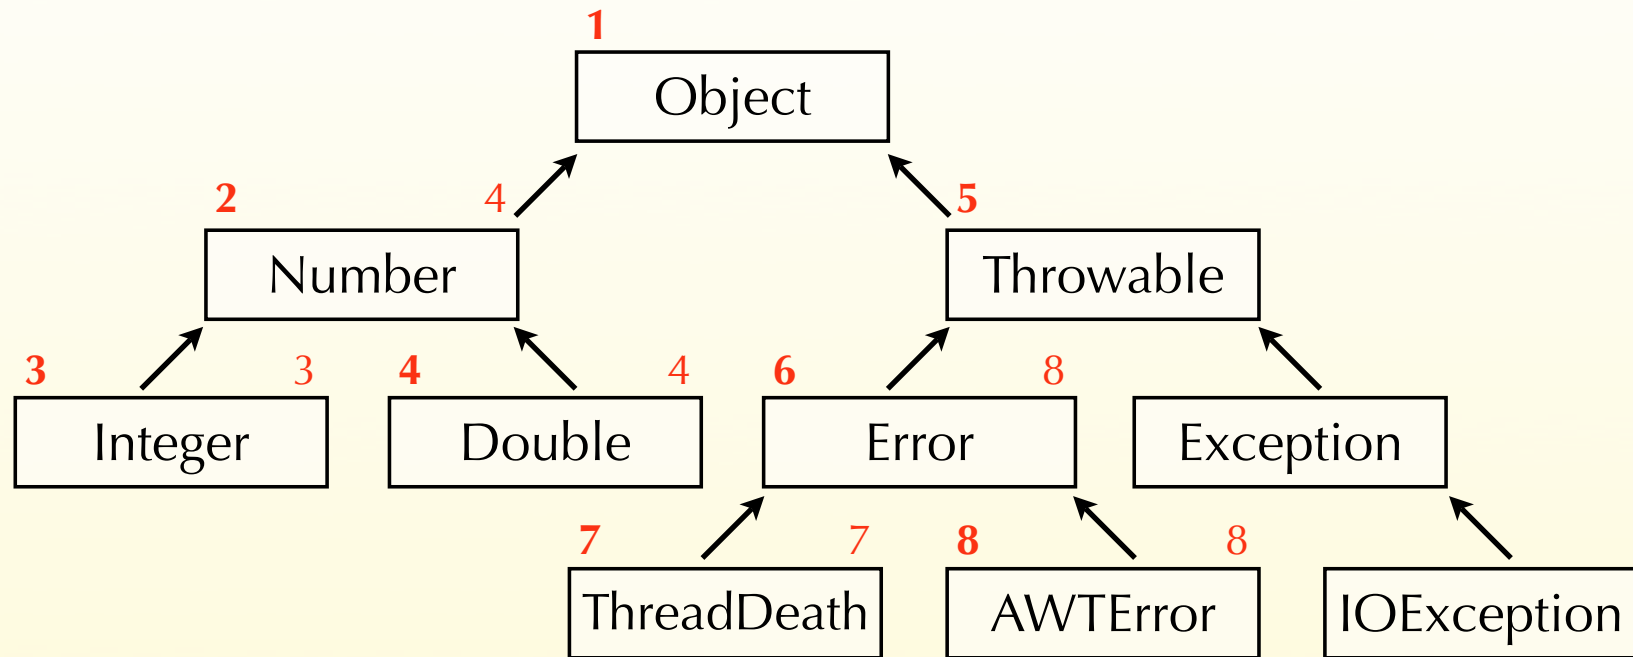 1
Object
2 4 5
Number Throwable
3 3 4 4 6 8
Integer Double Error Exception
7 7 8 8
ThreadDeath AWTError IOException